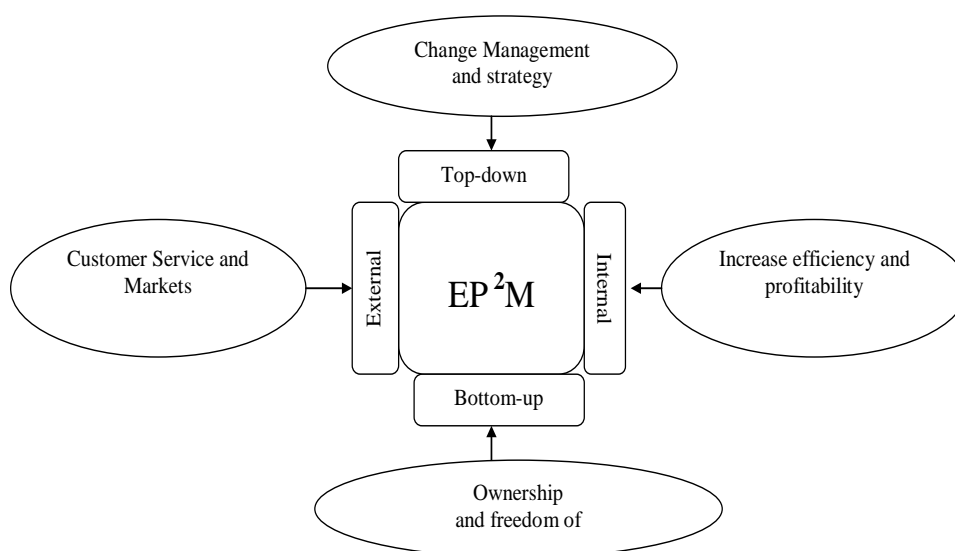 Change Management
and strategy
Top-down
Customer Service and
Markets
External
EP²M
Internal
Increase efficiency and
profitability
Bottom-up
Ownership
and freedom of